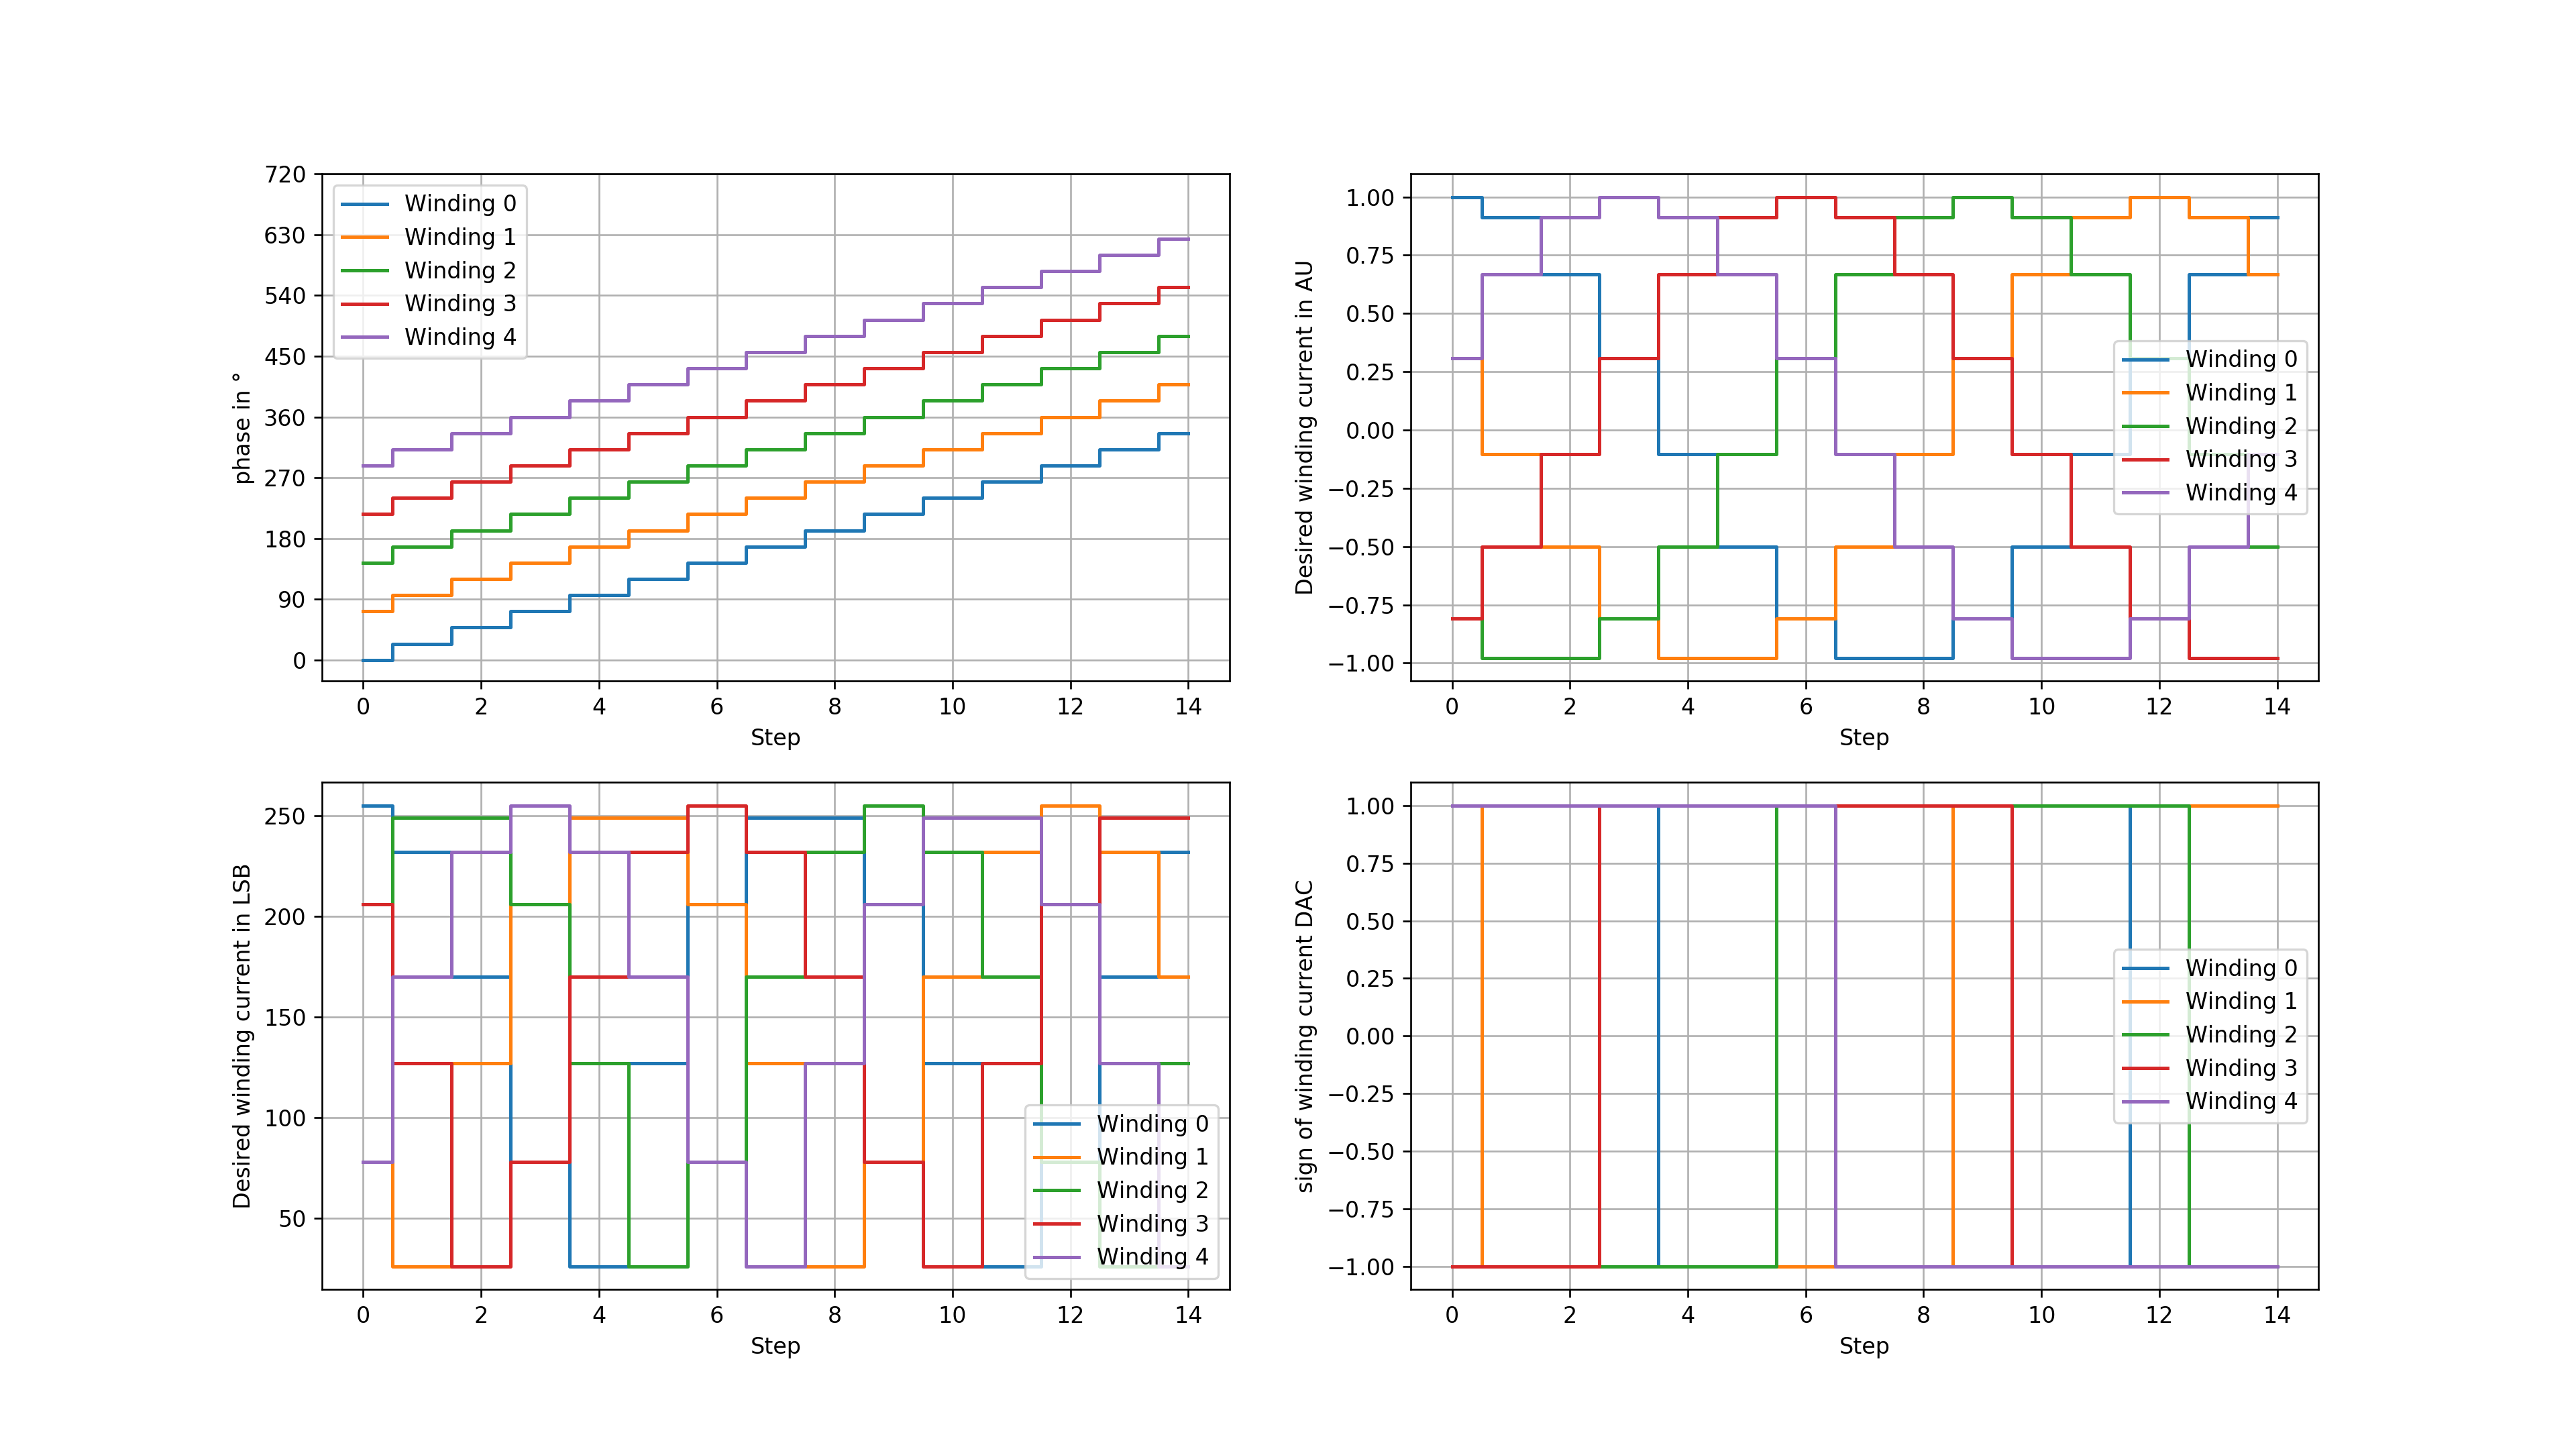 720
630
540
450
360
270
180
90
0
phase in °
Winding 0
Winding 1
Winding 2
Winding 3
Winding 4
0 2 4 6 8 10 12 14
Step
1.00
0.75
0.50
0.25
0.00
−0.25
−0.50
−0.75
−1.00
Desired winding current in AU
Winding 0
Winding 1
Winding 2
Winding 3
Winding 4
0 2 4 6 8 10 12 14
Step
250
200
150
100
50
Desired winding current in LSB
Winding 0
Winding 1
Winding 2
Winding 3
Winding 4
0 2 4 6 8 10 12 14
Step
1.00
0.75
0.50
0.25
0.00
−0.25
−0.50
−0.75
−1.00
sign of winding current DAC
Winding 0
Winding 1
Winding 2
Winding 3
Winding 4
0 2 4 6 8 10 12 14
Step